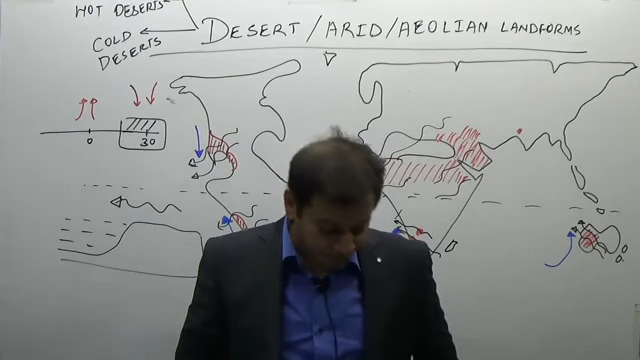 HOT DESERTS
COLD
DESERTS
DESERT/ARID/AEOLIAN LANDFORMS
0
30